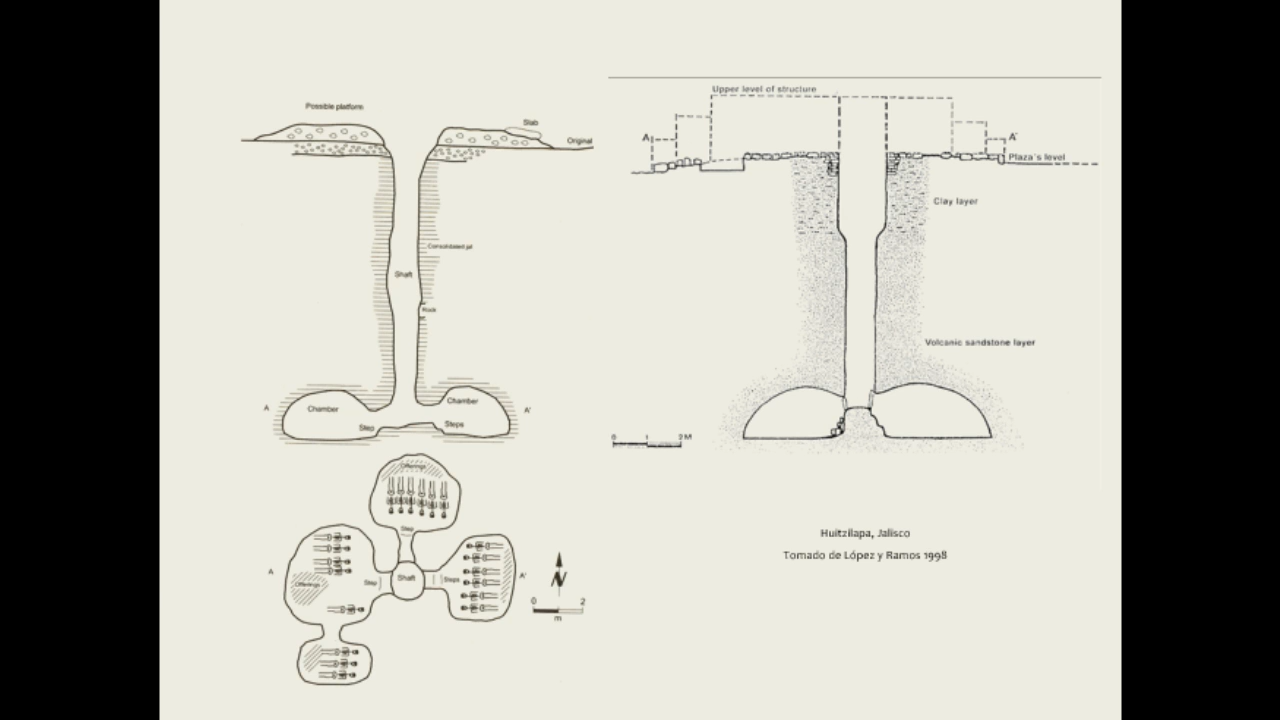 Possible platform
Slab
Original
Consolidated jal
Shaft
Rock
Chamber
Chamber
A
A'
Step
Steps
Offerings
Step
A
Offerings
Step
Shaft
Steps
A'
N
0 2
m
Upper level of structure
A
A'
Plaza's level
Clay layer
Volcanic sandstone layer
0 1 2M
Huitzilapa, Jalisco
Tomado de López y Ramos 1998